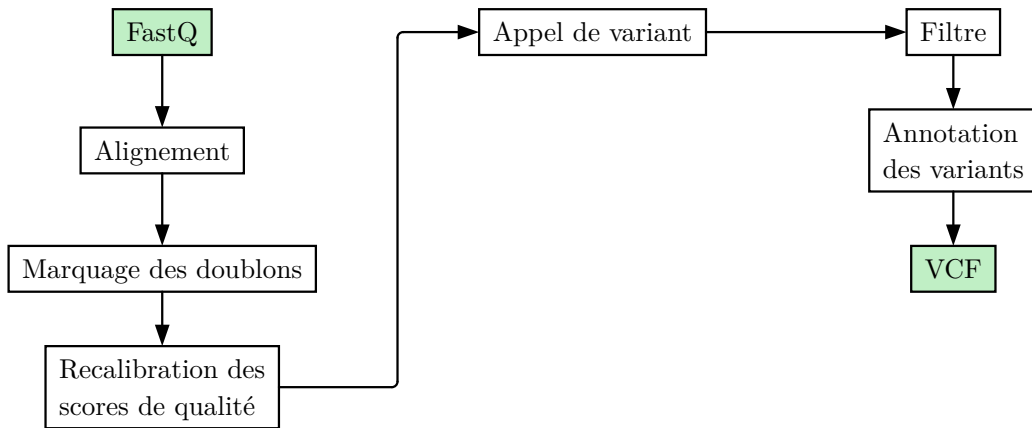 FastQ
Alignement
Marquage des doublons
Recalibration des
scores de qualité
Appel de variant
Filtre
Annotation
des variants
VCF